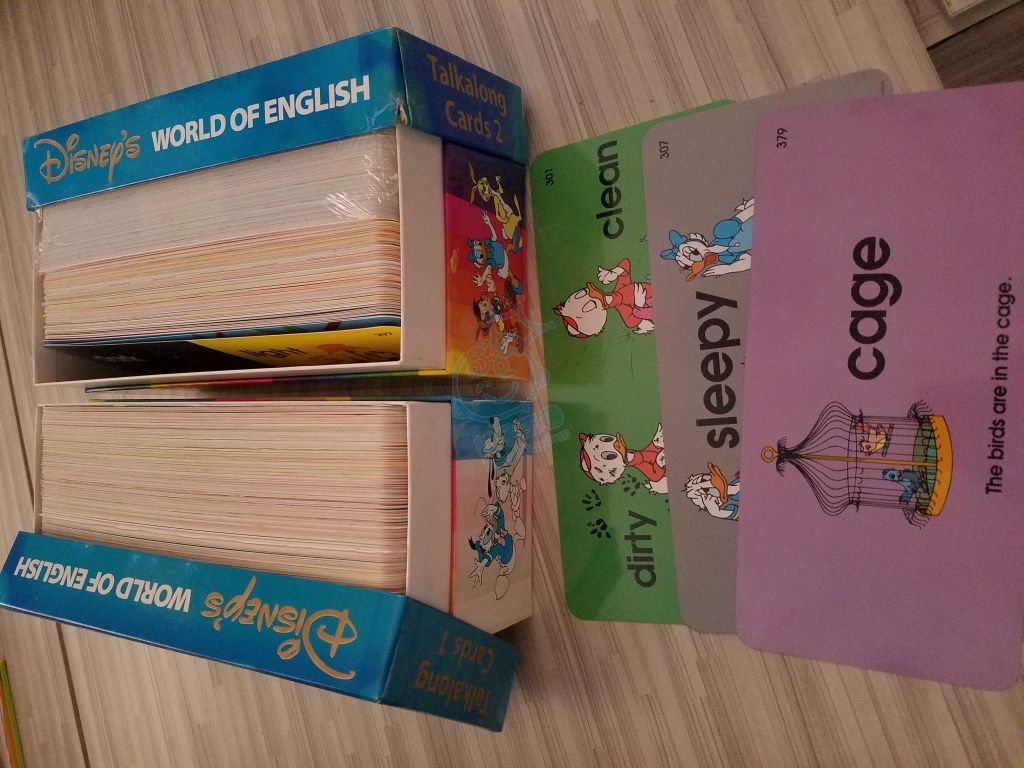 DISNEY'S WORLD OF ENGLISH
Talkalong
Cards 2
light
DISNEY'S WORLD OF ENGLISH
Talkalong
Cards 1
301
dirty clean
307
sleepy
379
cage
The birds are in the cage.